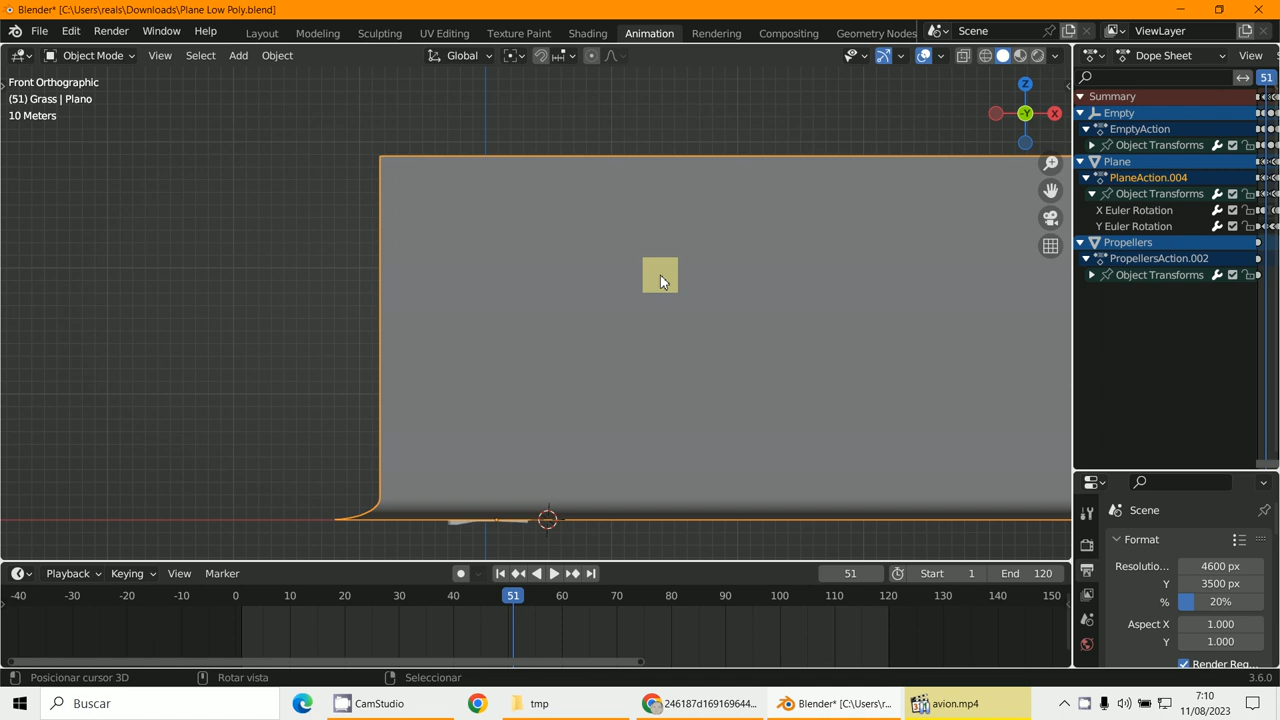 Blender* [C:\Users\reals\Downloads\Plane Low Poly.blend]
File Edit Render Window Help Layout Modeling Sculpting UV Editing Texture Paint Shading Animation Rendering Compositing Geometry Nodes Scene ViewLayer
Object Mode View Select Add Object Global Dope Sheet View
Front Orthographic
(51) Grass | Plano
10 Meters
Z
X
-Y
51
Summary
Empty
EmptyAction
Object Transforms
Plane
PlaneAction.004
Object Transforms
X Euler Rotation
Y Euler Rotation
Propellers
PropellersAction.002
Object Transforms
Scene
Format
Resolutio... 4600 px
Y 3500 px
% 20%
Aspect X 1.000
Y 1.000
Render Reg...
Playback Keying View Marker 51 Start 1 End 120
-40 -30 -20 -10 0 10 20 30 40 51 60 70 80 90 100 110 120 130 140 150
Posicionar cursor 3D Rotar vista Seleccionar 3.6.0
Buscar CamStudio tmp 246187d169169644... Blender* [C:\Users\r... avion.mp4
7:10
11/08/2023